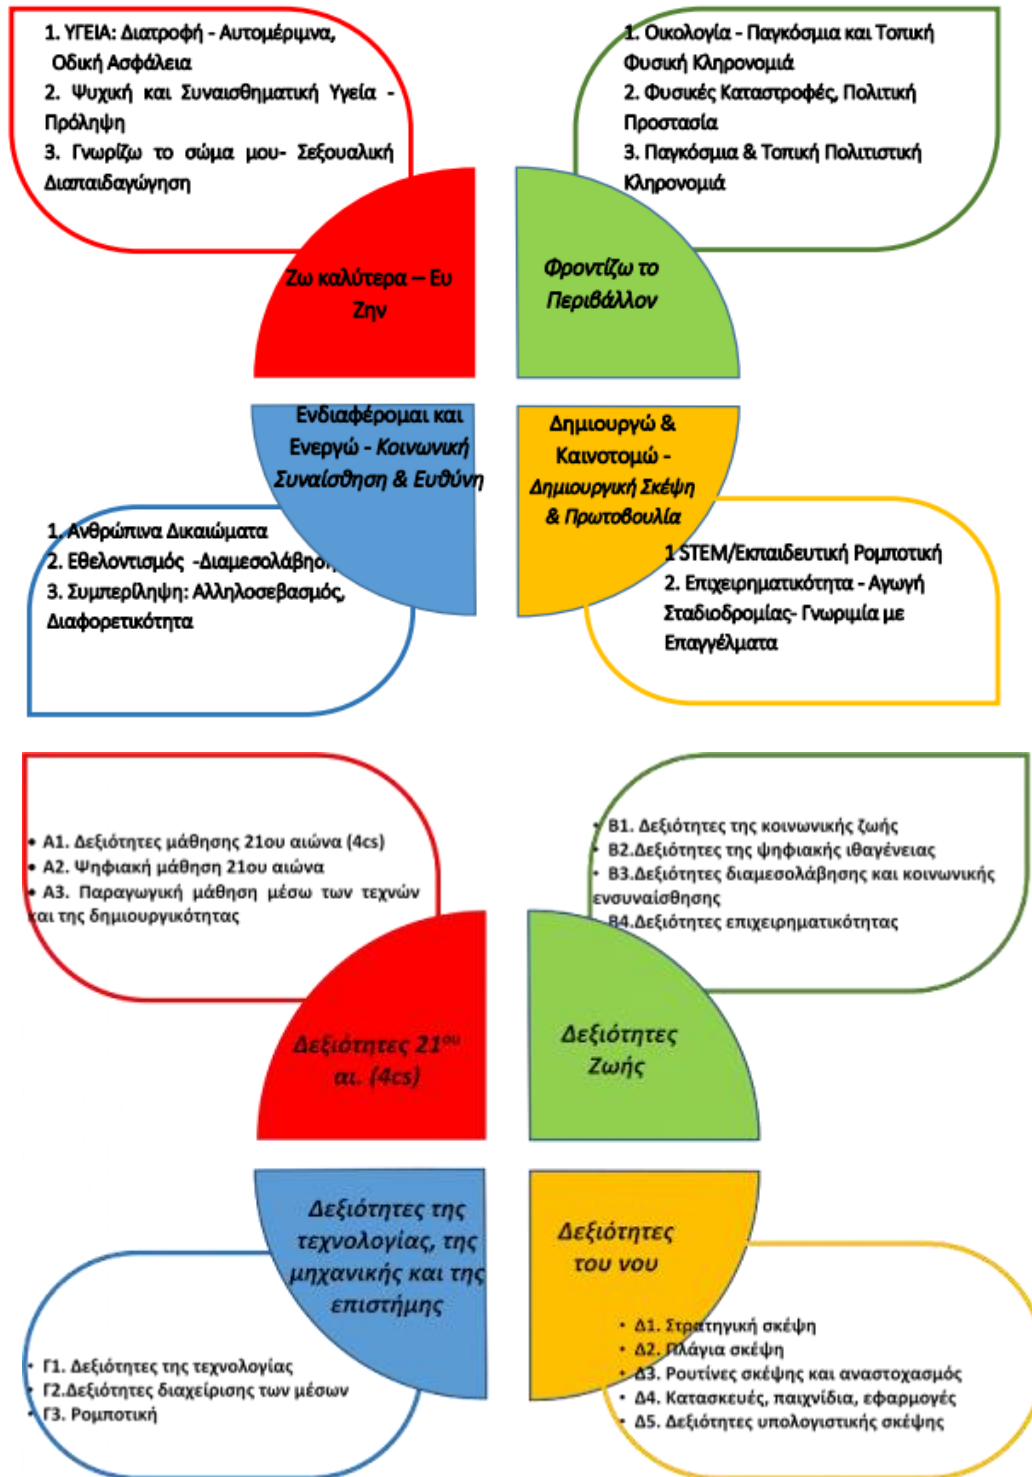 1. ΥΓΕΙΑ: Διατροφή - Αυτομέριμνα,
Οδική Ασφάλεια
2. Ψυχική και Συναισθηματική Υγεία -
Πρόληψη
3. Γνωρίζω το σώμα μου- Σεξουαλική
Διαπαιδαγώγηση
1. Οικολογία - Παγκόσμια και Τοπική
Φυσική Κληρονομιά
2. Φυσικές Καταστροφές, Πολιτική
Προστασία
3. Παγκόσμια & Τοπική Πολιτιστική
Κληρονομιά
Ζω καλύτερα – Ευ
Ζην
Φροντίζω το
Περιβάλλον
Ενδιαφέρομαι και
Ενεργώ - Κοινωνική
Συναίσθηση & Ευθύνη
Δημιουργώ &
Καινοτομώ -
Δημιουργική Σκέψη
& Πρωτοβουλία
1. Ανθρώπινα Δικαιώματα
2. Εθελοντισμός -Διαμεσολάβηση
3. Συμπερίληψη: Αλληλοσεβασμός,
Διαφορετικότητα
1 STEM/Εκπαιδευτική Ρομποτική
2. Επιχειρηματικότητα - Αγωγή
Σταδιοδρομίας- Γνωριμία με
Επαγγέλματα
• Α1. Δεξιότητες μάθησης 21ου αιώνα (4cs)
• Α2. Ψηφιακή μάθηση 21ου αιώνα
• Α3. Παραγωγική μάθηση μέσω των τεχνών
και της δημιουργικότητας
• Β1. Δεξιότητες της κοινωνικής ζωής
• Β2.Δεξιότητες της ψηφιακής ιθαγένειας
• Β3.Δεξιότητες διαμεσολάβησης και κοινωνικής
ενσυναίσθησης
• Β4.Δεξιότητες επιχειρηματικότητας
Δεξιότητες 21ου
αι. (4cs)
Δεξιότητες
Ζωής
Δεξιότητες της
τεχνολογίας, της
μηχανικής και της
επιστήμης
Δεξιότητες
του νου
• Γ1. Δεξιότητες της τεχνολογίας
• Γ2.Δεξιότητες διαχείρισης των μέσων
• Γ3. Ρομποτική
• Δ1. Στρατηγική σκέψη
• Δ2. Πλάγια σκέψη
• Δ3. Ρουτίνες σκέψης και αναστοχασμός
• Δ4. Κατασκευές, παιχνίδια, εφαρμογές
• Δ5. Δεξιότητες υπολογιστικής σκέψης